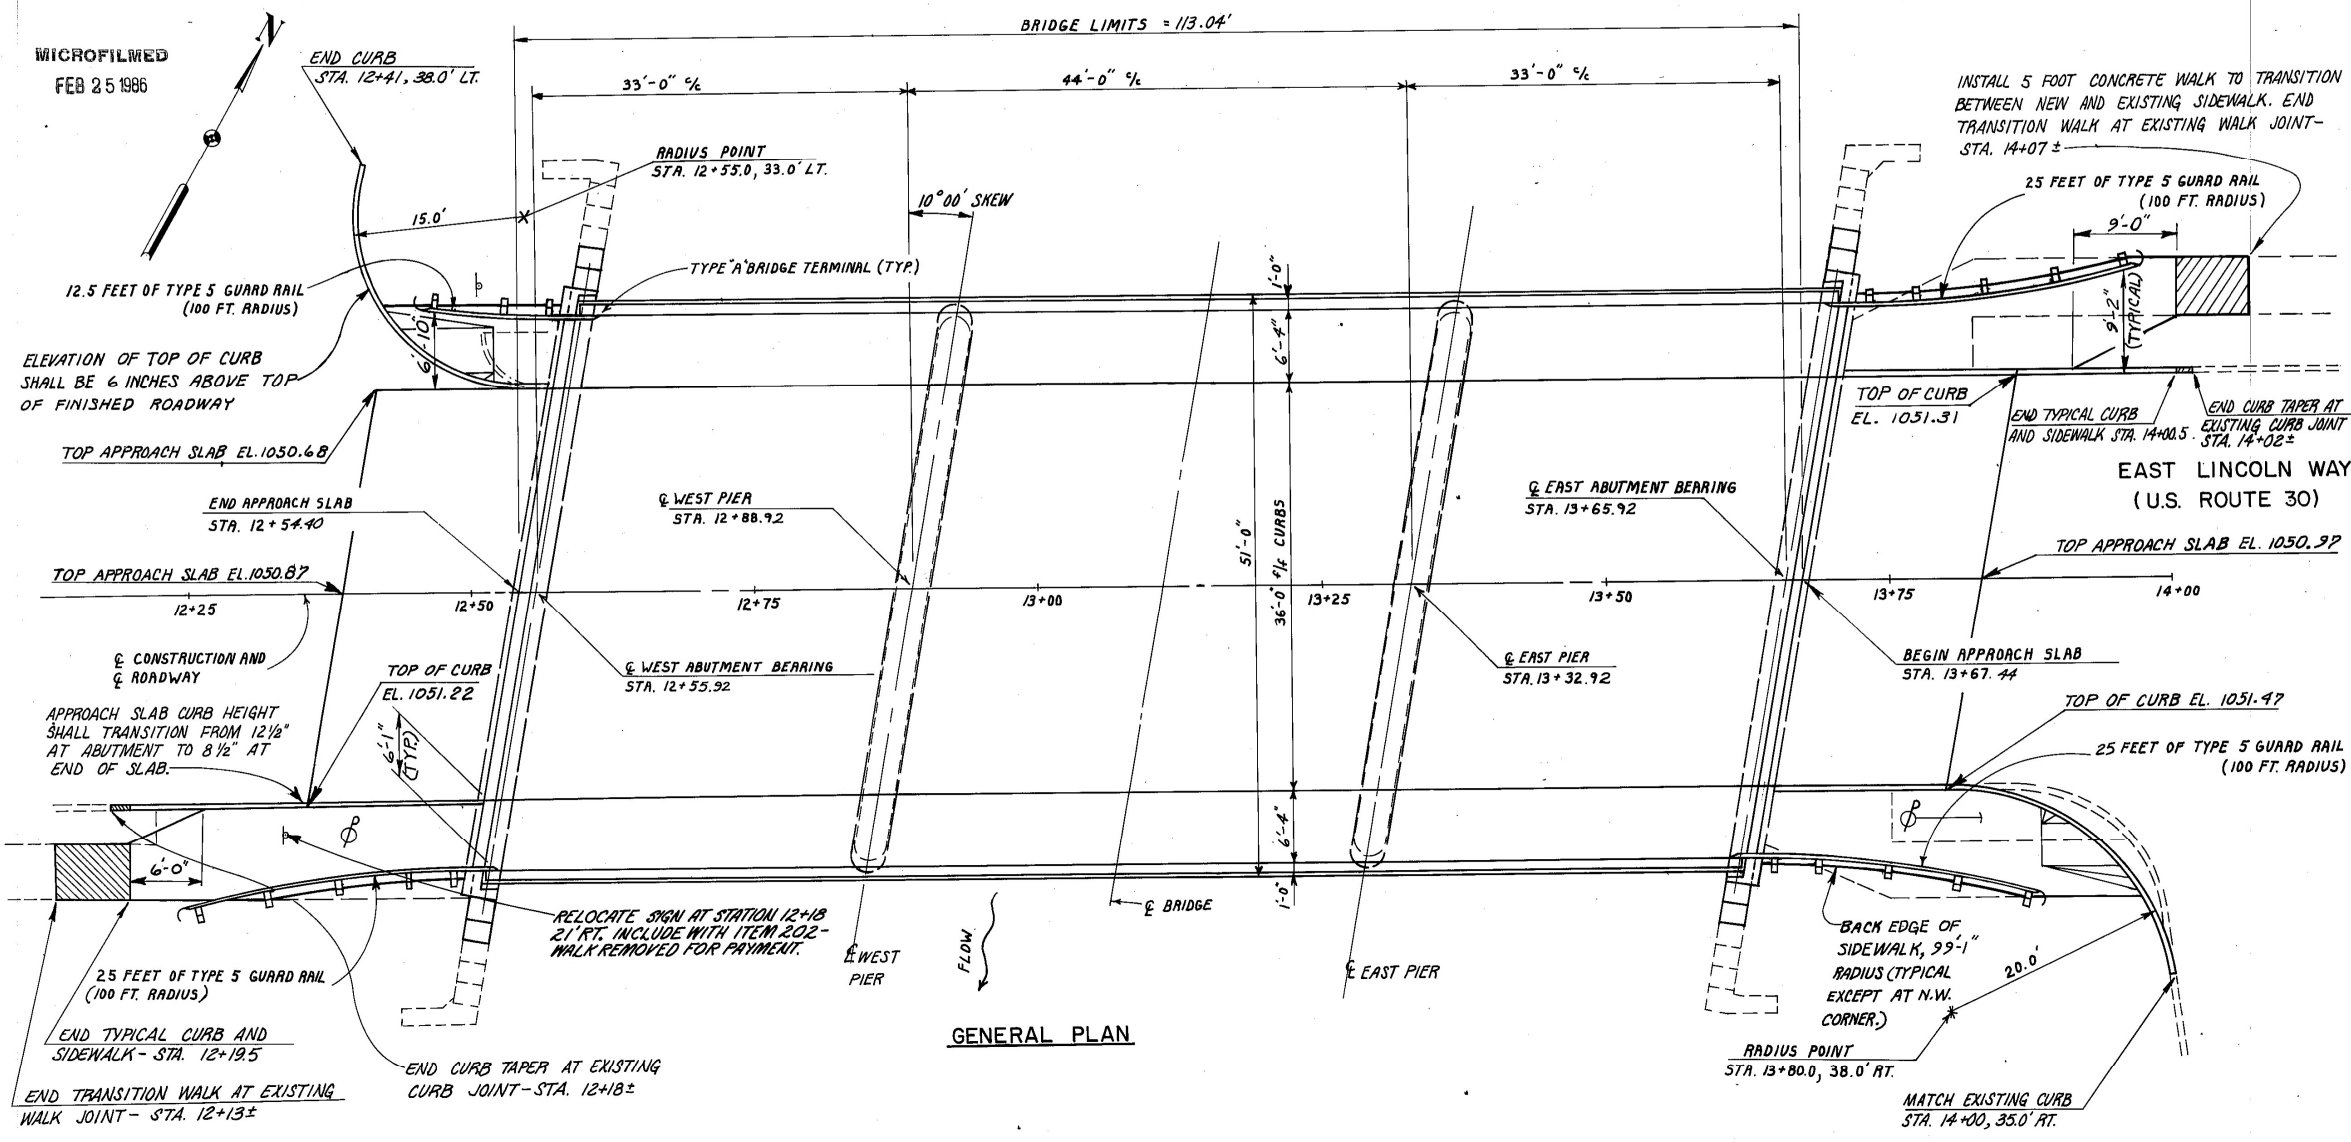 BRIDGE LIMITS = 113.04'
N
MICROFILMED
FEB 25 1986
END CURB
STA. 12+41, 38.0' LT.
33'-0" c/c
44'-0" c/c
33'-0" c/c
INSTALL 5 FOOT CONCRETE WALK TO TRANSITION
BETWEEN NEW AND EXISTING SIDEWALK. END
TRANSITION WALK AT EXISTING WALK JOINT-
STA. 14+07 ±
RADIUS POINT
STA. 12+55.0, 33.0' LT.
25 FEET OF TYPE 5 GUARD RAIL
(100 FT. RADIUS)
10°00' SKEW
15.0'
9'-0"
TYPE "A" BRIDGE TERMINAL (TYP.)
1'-0"
12.5 FEET OF TYPE 5 GUARD RAIL
(100 FT. RADIUS)
6'-10"
6'-4"
9'-2"
(TYPICAL)
ELEVATION OF TOP OF CURB
SHALL BE 6 INCHES ABOVE TOP
OF FINISHED ROADWAY
TOP OF CURB
EL. 1051.31
END TYPICAL CURB
AND SIDEWALK STA. 14+00.5
END CURB TAPER AT
EXISTING CURB JOINT
STA. 14+02±
TOP APPROACH SLAB EL. 1050.68
EAST LINCOLN WAY
(U.S. ROUTE 30)
END APPROACH SLAB
STA. 12+54.40
℄ WEST PIER
STA. 12+88.92
℄ EAST ABUTMENT BEARING
STA. 13+65.92
51'-0"
36'-0" f/f CURBS
TOP APPROACH SLAB EL. 1050.97
TOP APPROACH SLAB EL. 1050.87
12+25
12+50
12+75
13+00
13+25
13+50
13+75
14+00
℄ CONSTRUCTION AND
℄ ROADWAY
TOP OF CURB
EL. 1051.22
℄ WEST ABUTMENT BEARING
STA. 12+55.92
℄ EAST PIER
STA. 13+32.92
BEGIN APPROACH SLAB
STA. 13+67.44
APPROACH SLAB CURB HEIGHT
SHALL TRANSITION FROM 12 1/2"
AT ABUTMENT TO 8 1/2" AT
END OF SLAB.
6'-1"
(TYP.)
TOP OF CURB EL. 1051.47
25 FEET OF TYPE 5 GUARD RAIL
(100 FT. RADIUS)
6'-4"
6'-0"
1'-0"
℄ BRIDGE
RELOCATE SIGN AT STATION 12+18
21' RT. INCLUDE WITH ITEM 202-
WALK REMOVED FOR PAYMENT.
FLOW
℄ WEST
PIER
℄ EAST PIER
BACK EDGE OF
SIDEWALK, 99'-1"
RADIUS (TYPICAL
EXCEPT AT N.W.
CORNER.)
20.0'
25 FEET OF TYPE 5 GUARD RAIL
(100 FT. RADIUS)
GENERAL PLAN
END TYPICAL CURB AND
SIDEWALK - STA. 12+19.5
END CURB TAPER AT EXISTING
CURB JOINT - STA. 12+18±
RADIUS POINT
STA. 13+80.0, 38.0' RT.
END TRANSITION WALK AT EXISTING
WALK JOINT - STA. 12+13±
MATCH EXISTING CURB
STA. 14+00, 35.0' RT.